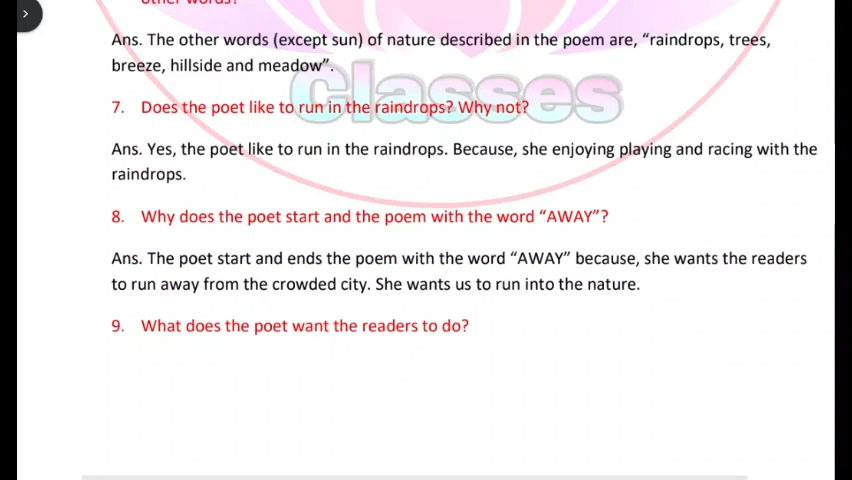 other words?
Ans. The other words (except sun) of nature described in the poem are, “raindrops, trees,
breeze, hillside and meadow”.
Classes
7. Does the poet like to run in the raindrops? Why not?
Ans. Yes, the poet like to run in the raindrops. Because, she enjoying playing and racing with the
raindrops.
8. Why does the poet start and the poem with the word “AWAY”?
Ans. The poet start and ends the poem with the word “AWAY” because, she wants the readers
to run away from the crowded city. She wants us to run into the nature.
9. What does the poet want the readers to do?